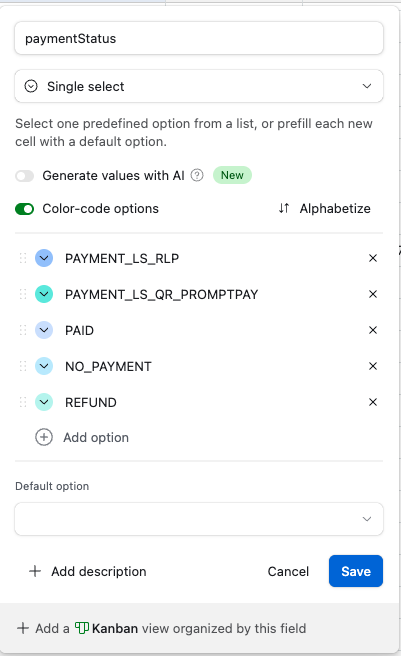 paymentStatus
Single select
Select one predefined option from a list, or prefill each new
cell with a default option.
Generate values with AI ? New
Color-code options Alphabetize
PAYMENT_LS_RLP
PAYMENT_LS_QR_PROMPTPAY
PAID
NO_PAYMENT
REFUND
Add option
Default option
Add description Cancel Save
Add a Kanban view organized by this field